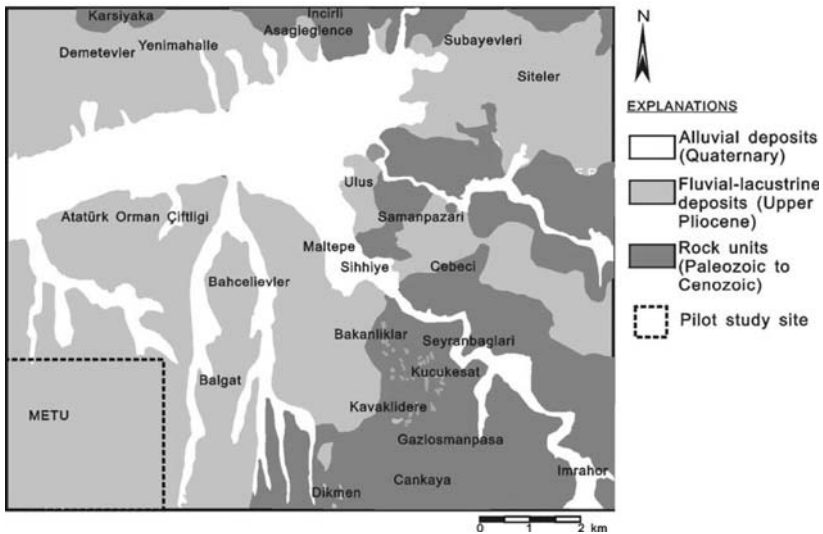 Karsiyaka
Incirli
Asagieglence
Yenimahalle
Demetevler
Subayevleri
Siteler
Ulus
Atatürk Orman Çiftligi
Samanpazari
Maltepe
Sihhiye
Cebeci
Bahcelievler
Bakanliklar
Seyranbaglari
Kucukesat
Balgat
Kavaklidere
METU
Gaziosmanpasa
Imrahor
Cankaya
Dikmen
0 1 2 km
N
EXPLANATIONS
Alluvial deposits
(Quaternary)
Fluvial-lacustrine
deposits (Upper
Pliocene)
Rock units
(Paleozoic to
Cenozoic)
Pilot study site